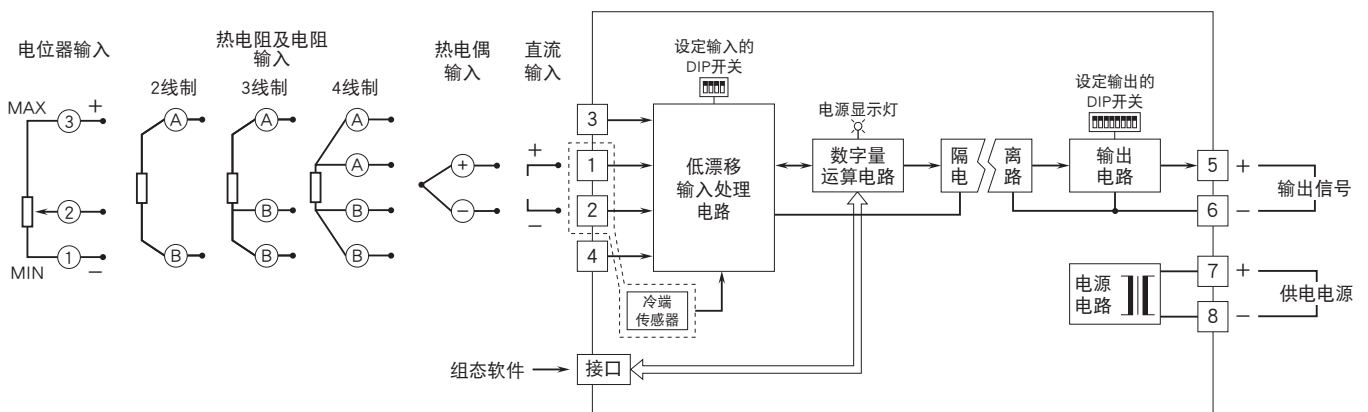 电位器输入
MAX
3
+
2
1
−
MIN
热电阻及电阻
输入
2线制
A
B
3线制
A
B
B
4线制
A
A
B
B
热电偶
输入
+
−
直流
输入
+
−
3
1
2
4
设定输入的
DIP开关
低漂移
输入处理
电路
冷端
传感器
组态软件
接口
电源显示灯
数字量
运算电路
隔 离
电 路
设定输出的
DIP开关
输出
电路
5
+
6
−
输出信号
电源
电路
7
+
8
−
供电电源